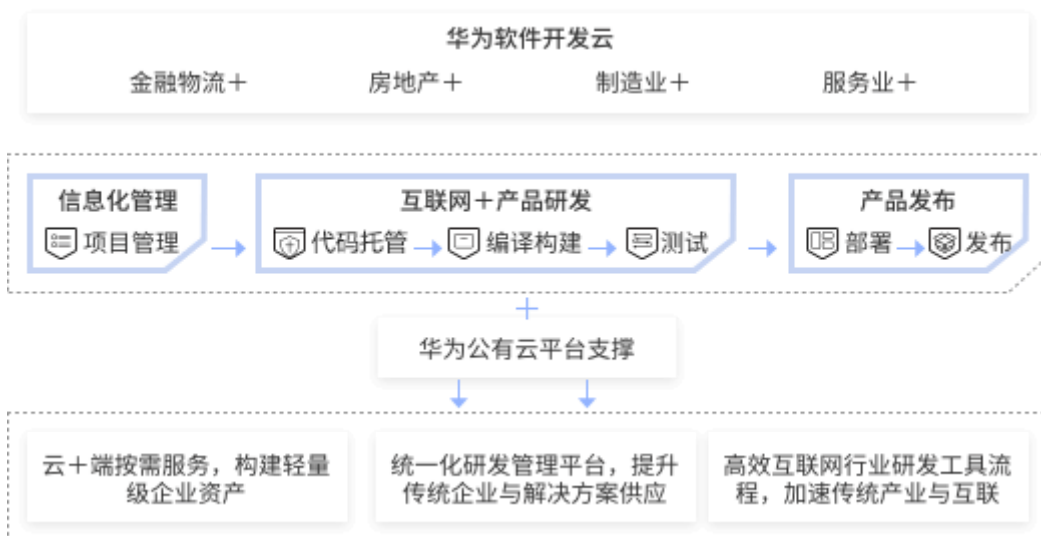 华为软件开发云
金融物流＋ 房地产＋ 制造业＋ 服务业＋
信息化管理 互联网＋产品研发 产品发布
项目管理 代码托管 编译构建 测试 部署 发布
＋
华为公有云平台支撑
云＋端按需服务，构建轻量
级企业资产
统一化研发管理平台，提升
传统企业与解决方案供应
高效互联网行业研发工具流
程，加速传统产业与互联